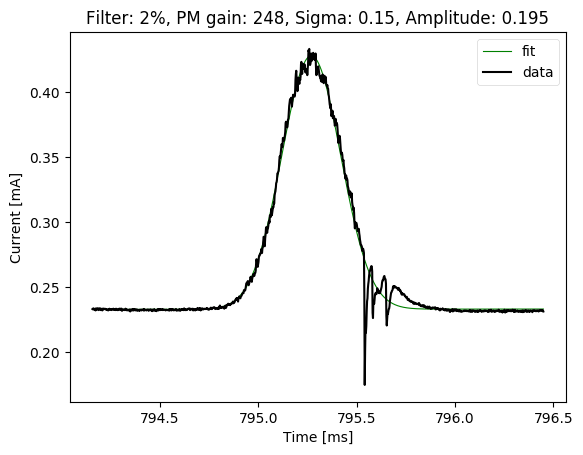 Filter: 2%, PM gain: 248, Sigma: 0.15, Amplitude: 0.195
fit
data
0.40
0.35
0.30
0.25
0.20
Current [mA]
794.5 795.0 795.5 796.0 796.5
Time [ms]